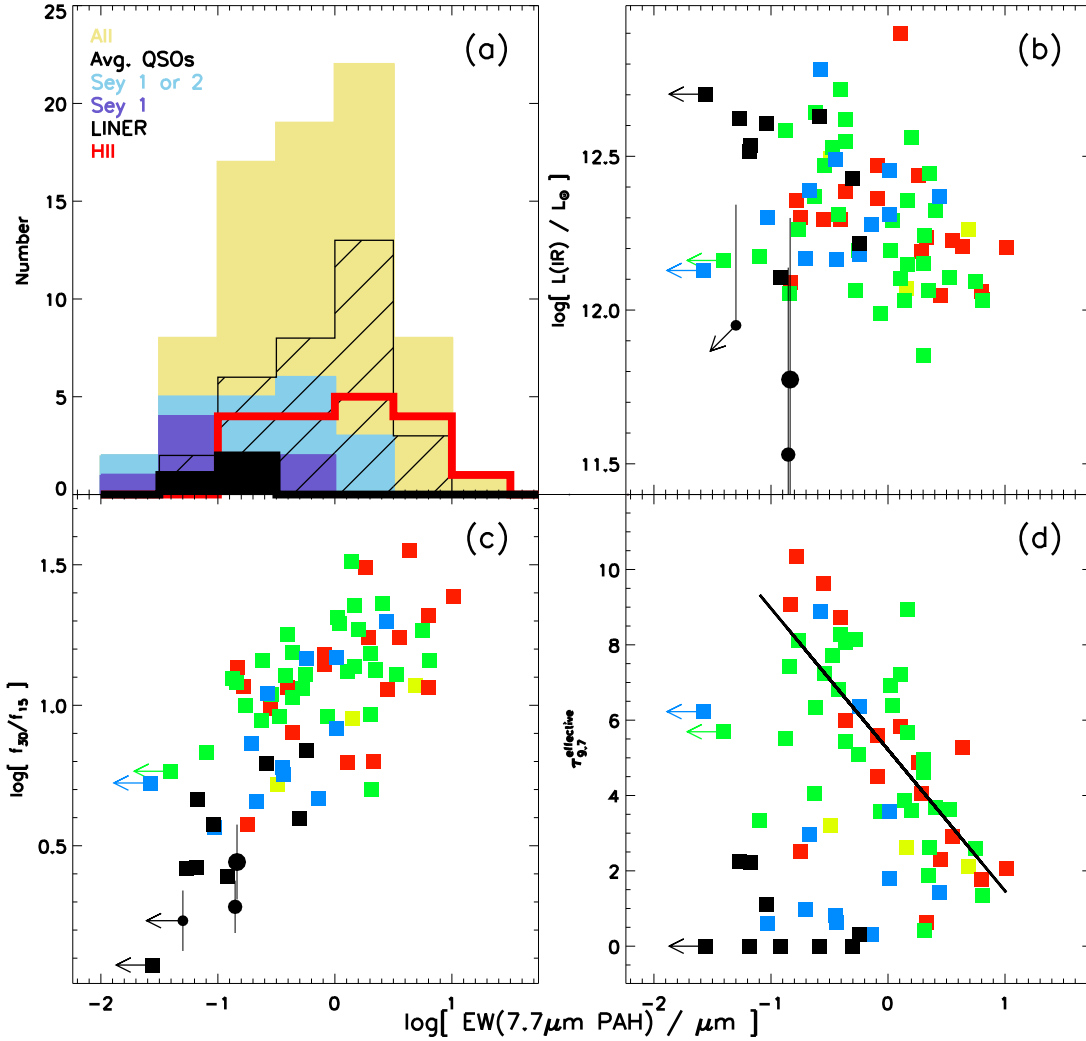 (a)
All
Avg. QSOs
Sey 1 or 2
Sey 1
LINER
HII
Number
25
20
15
10
5
0
(b)
log[ L(IR) / L☉ ]
12.5
12.0
11.5
(c)
log[ f30/f15 ]
1.5
1.0
0.5
-2
-1
0
1
(d)
τ9.7 effective
10
8
6
4
2
0
-2
-1
0
1
log[ EW(7.7μm PAH) / μm ]